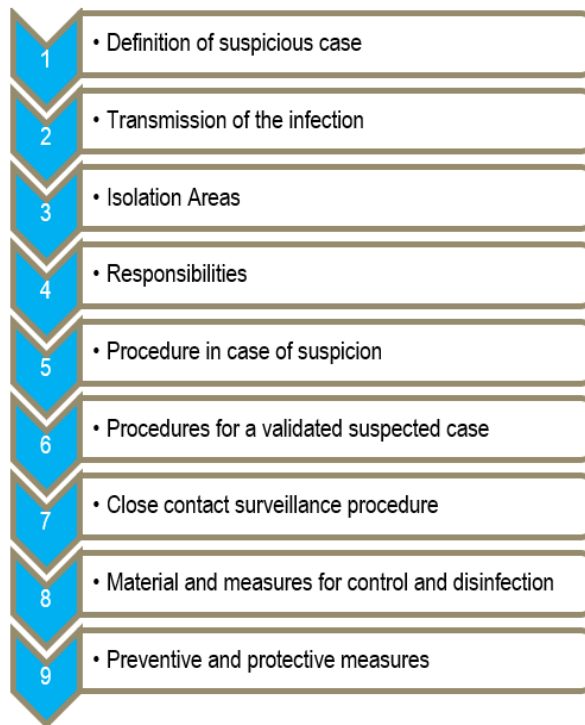 1 • Definition of suspicious case
2 • Transmission of the infection
3 • Isolation Areas
4 • Responsibilities
5 • Procedure in case of suspicion
6 • Procedures for a validated suspected case
7 • Close contact surveillance procedure
8 • Material and measures for control and disinfection
9 • Preventive and protective measures